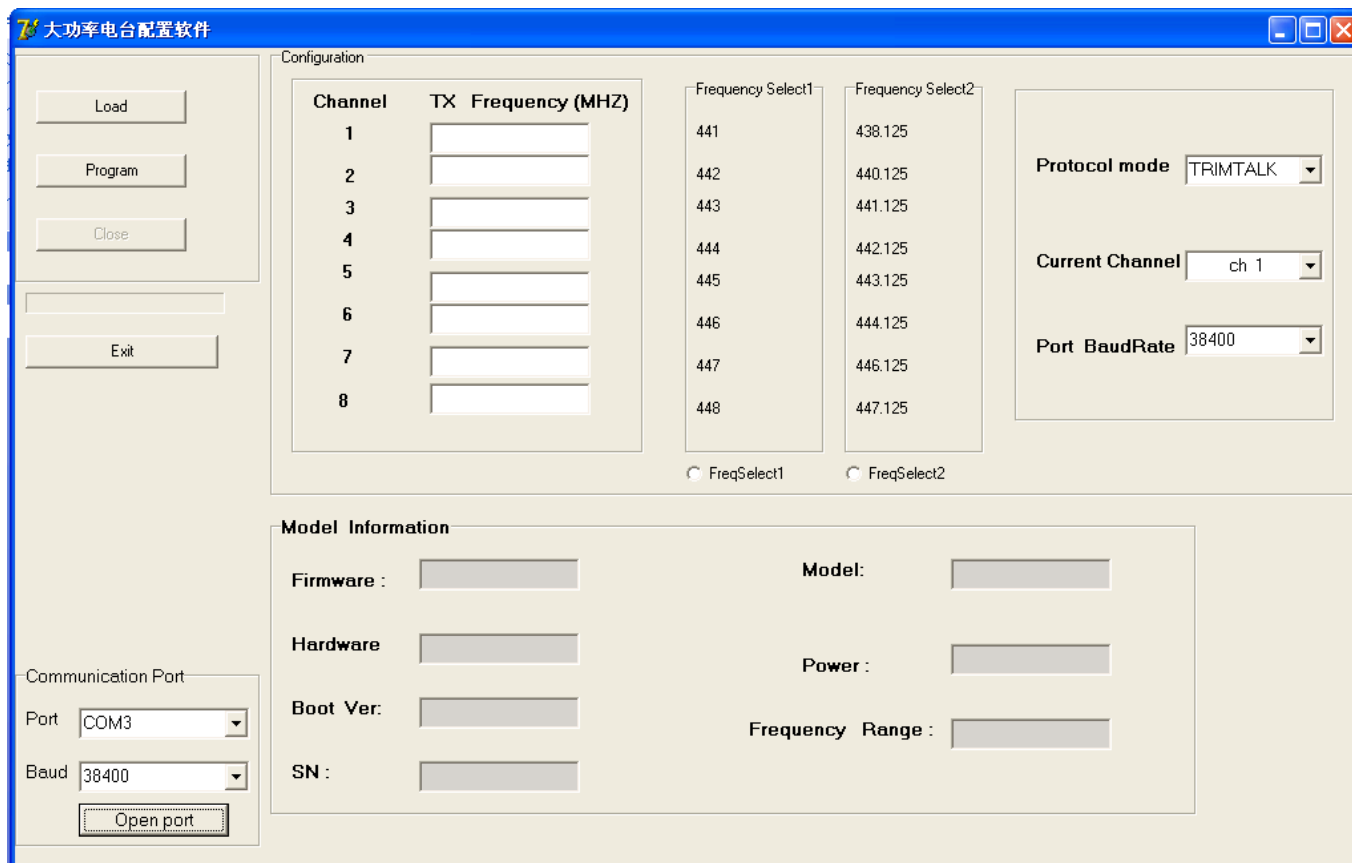 大功率电台配置软件
Load
Program
Close
Exit
Configuration
Channel TX Frequency (MHZ)
1
2
3
4
5
6
7
8
Frequency Select1
441
442
443
444
445
446
447
448
FreqSelect1
Frequency Select2
438.125
440.125
441.125
442.125
443.125
444.125
446.125
447.125
FreqSelect2
Protocol mode TRIMTALK
Current Channel ch 1
Port BaudRate 38400
Model Information
Firmware :
Hardware
Boot Ver:
SN :
Model:
Power :
Frequency Range :
Communication Port
Port COM3
Baud 38400
Open port